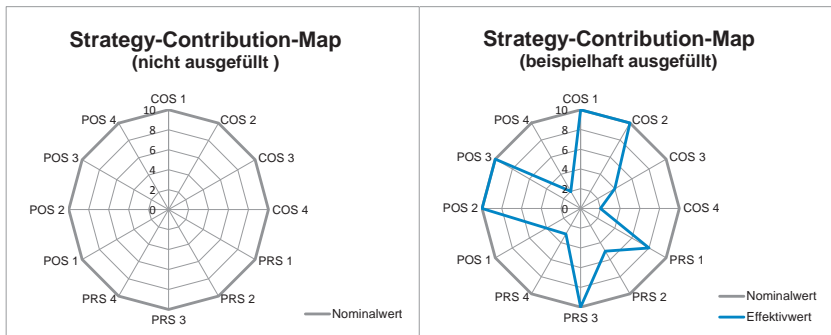 Strategy-Contribution-Map
(nicht ausgefüllt )
COS 1
10
POS 4
COS 2
8
6
POS 3
COS 3
4
2
POS 2
0
COS 4
POS 1
PRS 1
PRS 4
PRS 2
PRS 3
Nominalwert
Strategy-Contribution-Map
(beispielhaft ausgefüllt)
COS 1
10
POS 4
COS 2
8
6
POS 3
COS 3
4
2
POS 2
0
COS 4
POS 1
PRS 1
PRS 4
PRS 2
PRS 3
Nominalwert
Effektivwert